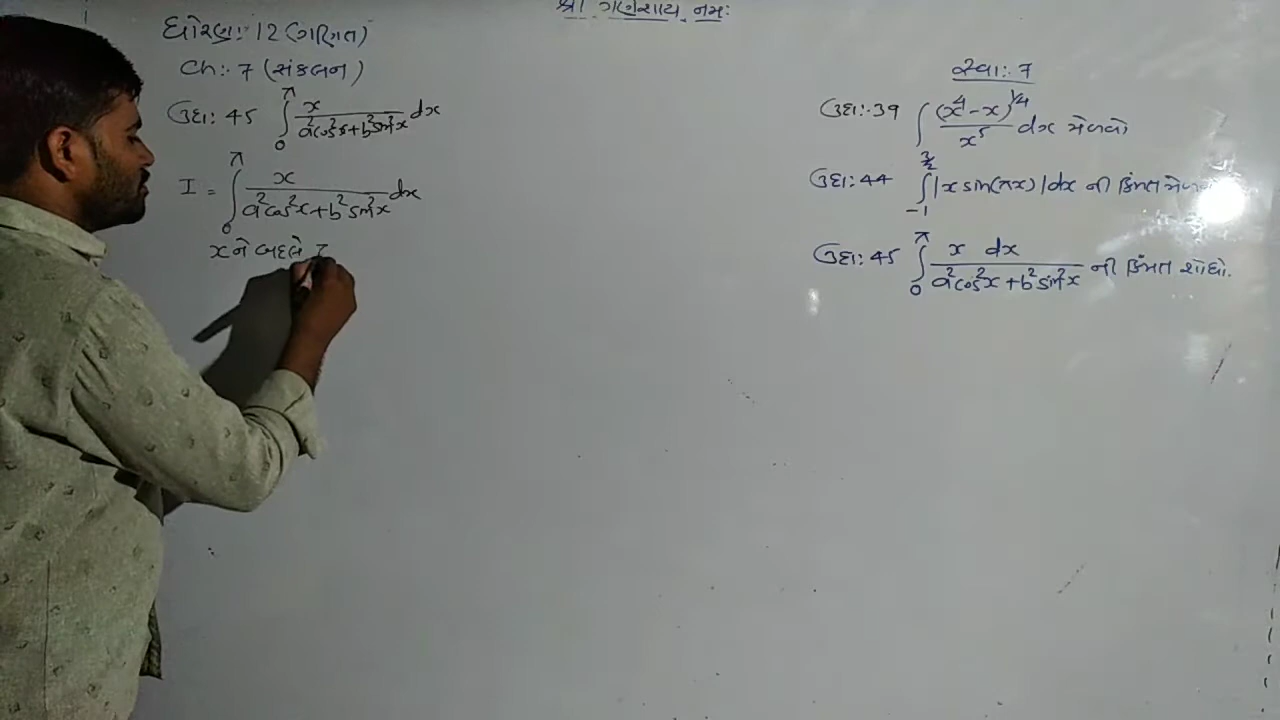 શ્રી ગણેશાય નમઃ
ધોરણ: 12 (ગણિત)
Ch:- 7 (સંકલન)
ઉદા: 45 ∫₀^π x / (a²cos²x + b²sin²x) dx
I = ∫₀^π x / (a²cos²x + b²sin²x) dx
x ને બદલે π
સ્વા: 7
ઉદા:-39 ∫ (x⁴-x)^1/4 / x⁵ dx મેળવો
ઉદા: 44 ∫₋₁^3/2 |x sin(πx)| dx ની કિંમત
ઉદા: 45 ∫₀^π x dx / (a²cos²x + b²sin²x) ની કિંમત શોધો.